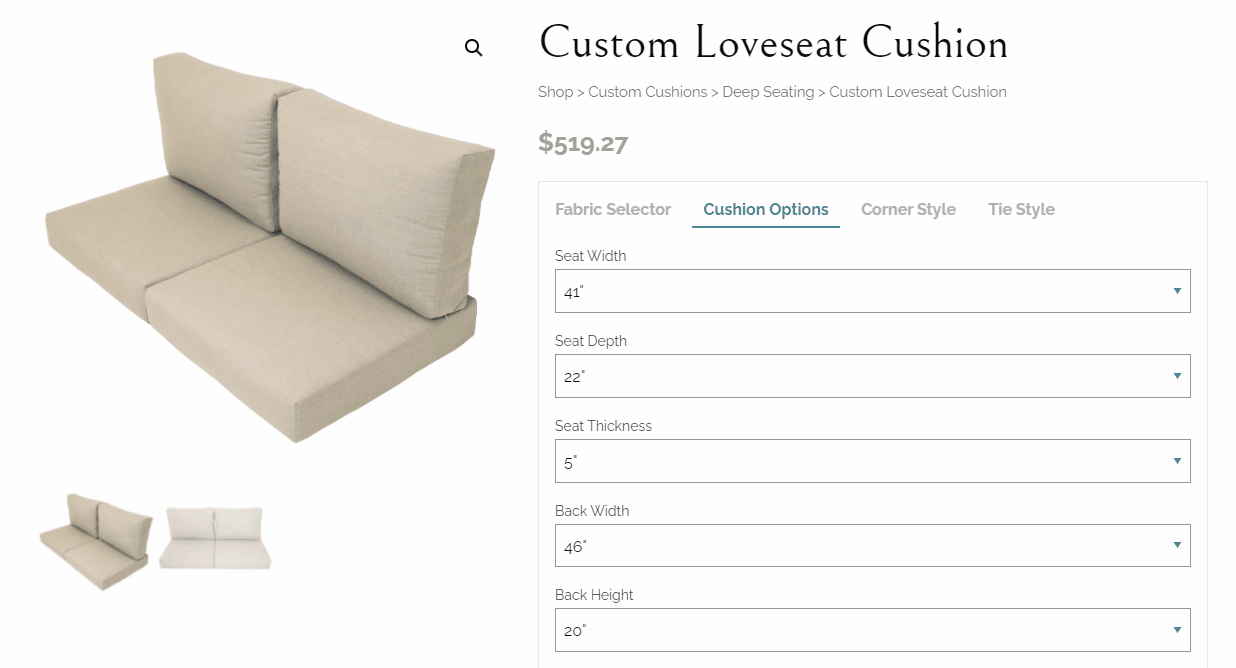 Custom Loveseat Cushion
Shop > Custom Cushions > Deep Seating > Custom Loveseat Cushion
$519.27
Fabric Selector Cushion Options Corner Style Tie Style
Seat Width
41"
Seat Depth
22"
Seat Thickness
5"
Back Width
46"
Back Height
20"